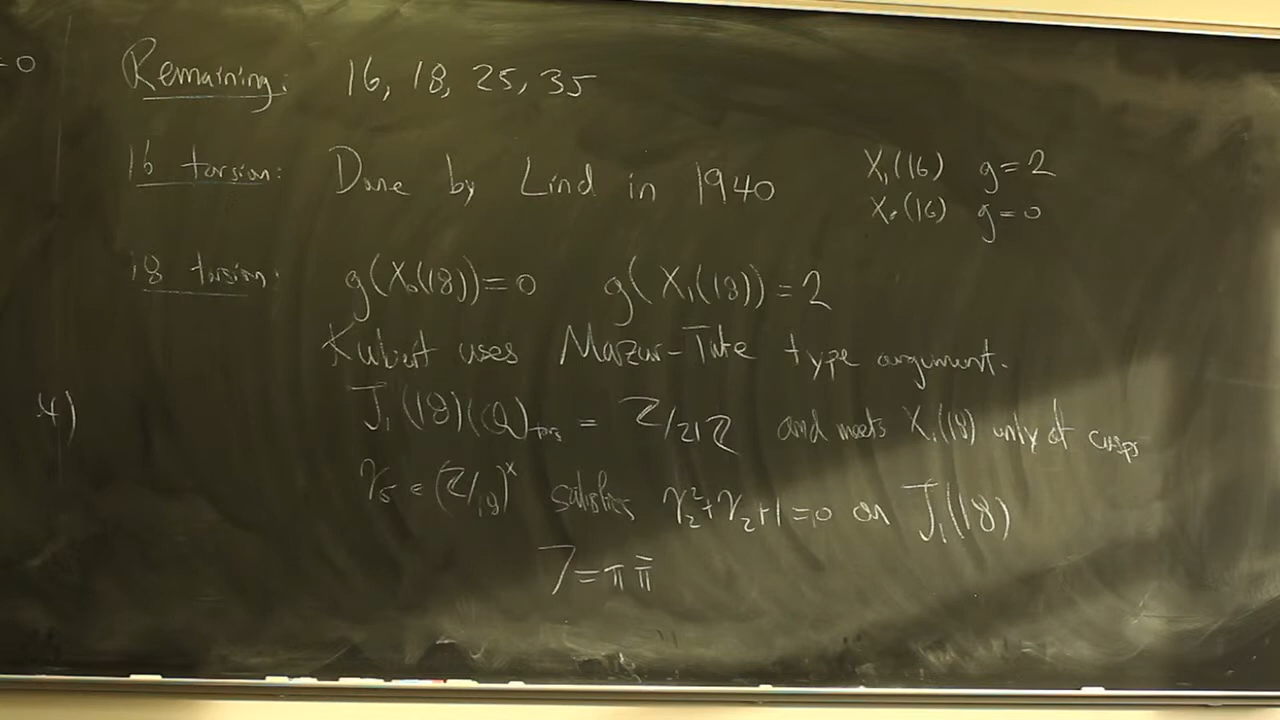 =0
Remaining: 16, 18, 25, 35
16 torsion: Done by Lind in 1940
X₁(16) g=2
X₀(16) g=0
18 torsion: g(X₀(18))=0 g(X₁(18))=2
Kubert uses Mazur-Tate type argument.
J₁(18)(Q)tors = Z/21Z and meets X₁(18) only at cusps
4)
γ₅ ∈ (Z/18)ˣ satisfies γ₂²+γ₂+1=0 on J₁(18)
7=π π̄